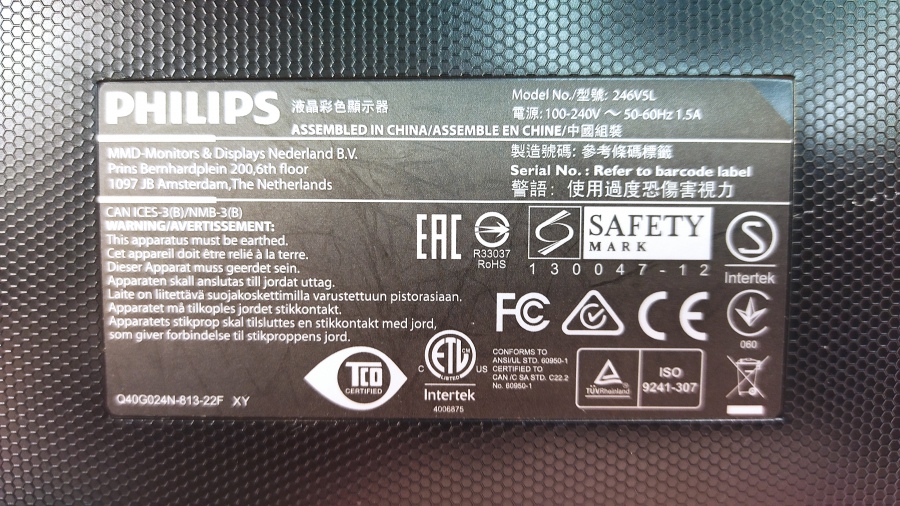 PHILIPS 液晶彩色顯示器
ASSEMBLED IN CHINA/ASSEMBLE EN CHINE/中國組裝
Model No./型號: 246V5L
電源: 100-240V ～ 50-60Hz 1.5A
MMD-Monitors & Displays Nederland B.V.
Prins Bernhardplein 200,6th floor
1097 JB Amsterdam,The Netherlands
製造號碼: 參考條碼標籤
Serial No. : Refer to barcode label
警語: 使用過度恐傷害視力
CAN ICES-3(B)/NMB-3(B)
WARNING/AVERTISSEMENT:
This apparatus must be earthed.
Cet appareil doit être relié à la terre.
Dieser Apparat muss geerdet sein.
Apparaten skall anslutas till jordat uttag.
Laite on liitettävä suojakoskettimilla varustettuun pistorasiaan.
Apparatet må tilkoples jordet stikkontakt.
Apparatets stikprop skal tilsluttes en stikkontakt med jord,
som giver forbindelse til stikproppens jord.
Q40G024N-813-22F XY
EAC
R33037
RoHS
SAFETY
MARK
130047-12
S
Intertek
FC
CE
060
TCO
CERTIFIED
ETL CM
LISTED
C US
Intertek
4006875
CONFORMS TO
ANSI/UL STD. 60950-1
CERTIFIED TO
CAN /C SA STD. C22.2
No. 60950-1
TÜVRheinland
ISO
9241-307